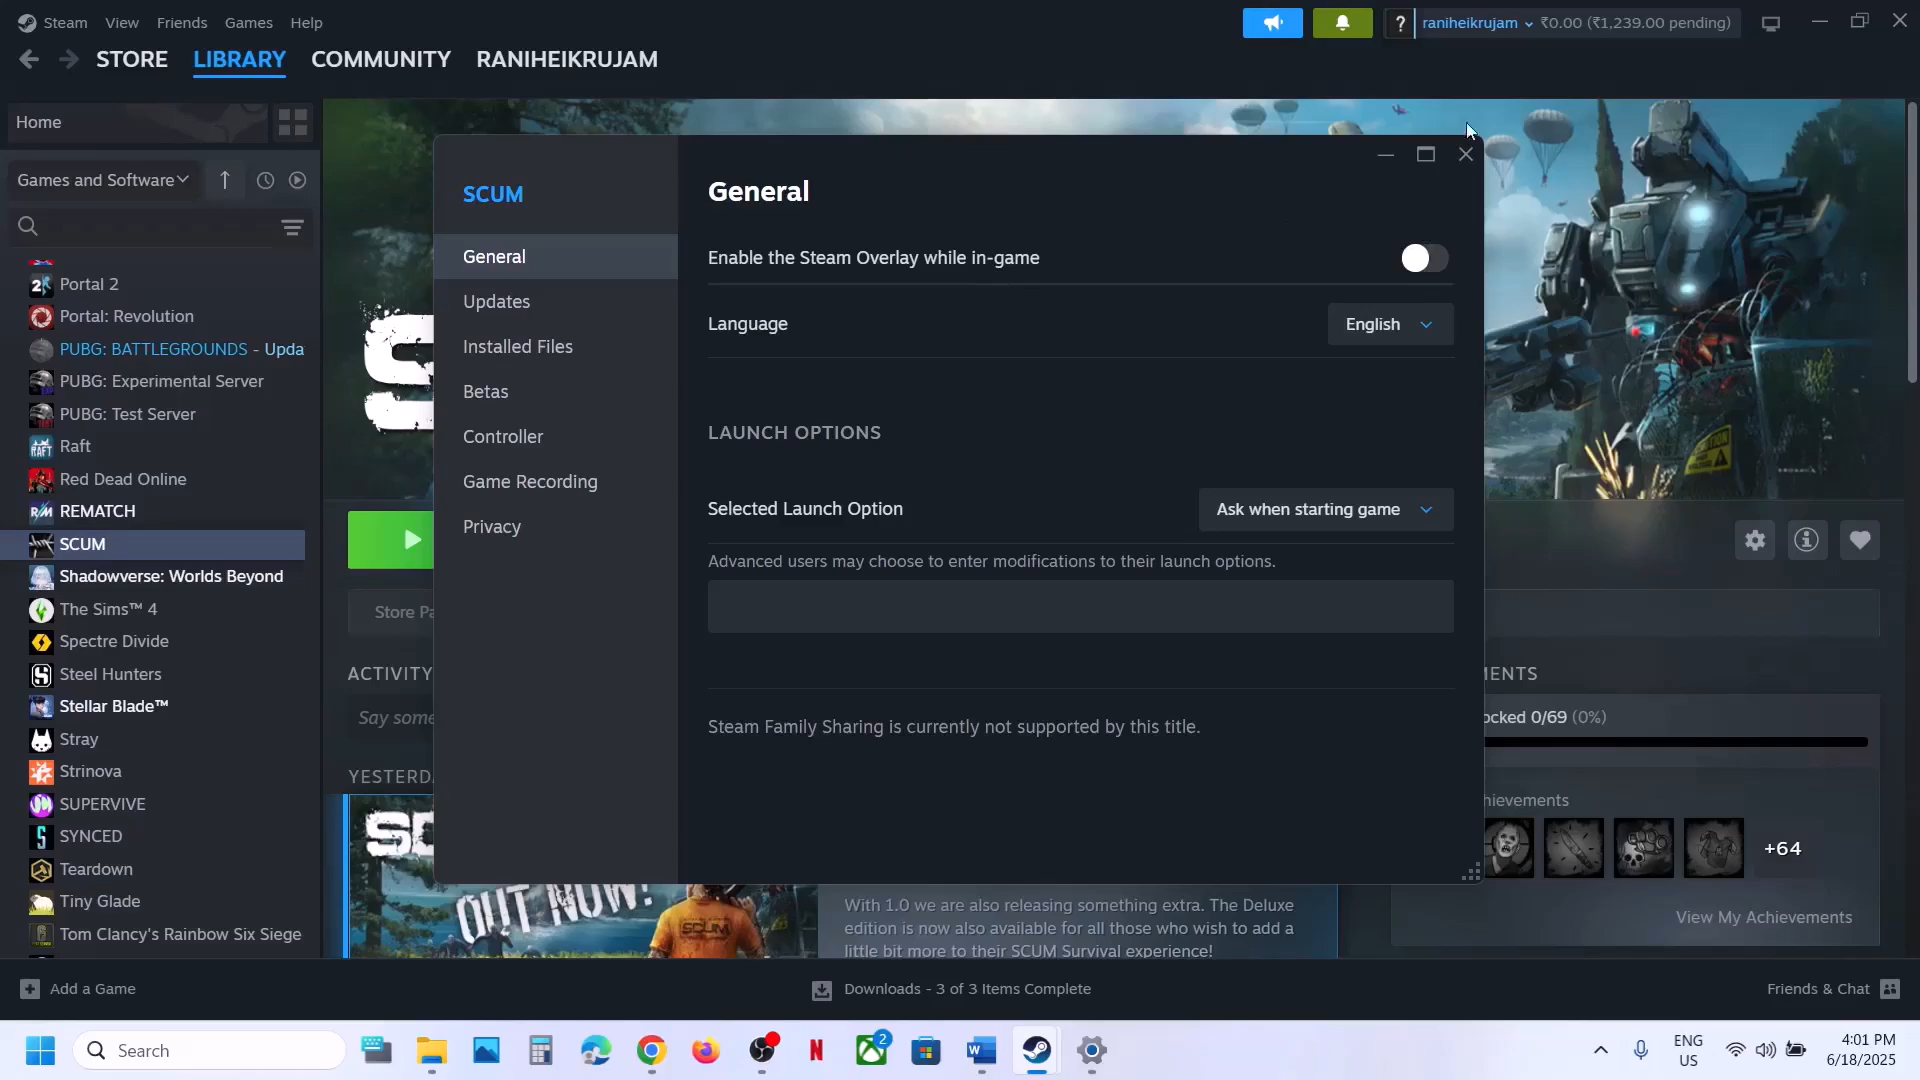 Steam View Friends Games Help
? raniheikrujam ₹0.00 (₹1,239.00 pending)
STORE LIBRARY COMMUNITY RANIHEIKRUJAM
Home
Games and Software
Portal 2
Portal: Revolution
PUBG: BATTLEGROUNDS - Upda
PUBG: Experimental Server
PUBG: Test Server
Raft
Red Dead Online
REMATCH
SCUM
Shadowverse: Worlds Beyond
The Sims™ 4
Spectre Divide
Steel Hunters
Stellar Blade™
Stray
Strinova
SUPERVIVE
SYNCED
Teardown
Tiny Glade
Tom Clancy's Rainbow Six Siege
SCUM
General
Updates
Installed Files
Betas
Controller
Game Recording
Privacy
General
Enable the Steam Overlay while in-game
Language English
LAUNCH OPTIONS
Selected Launch Option Ask when starting game
Advanced users may choose to enter modifications to their launch options.
Steam Family Sharing is currently not supported by this title.
Store Pa
ACTIVITY
Say some
YESTERD
OUT NOW!
With 1.0 we are also releasing something extra. The Deluxe
edition is now also available for all those who wish to add a
little bit more to their SCUM Survival experience!
MENTS
ocked 0/69 (0%)
hievements
+64
View My Achievements
Add a Game
Downloads - 3 of 3 Items Complete
Friends & Chat
Search
2
ENG
US
4:01 PM
6/18/2025